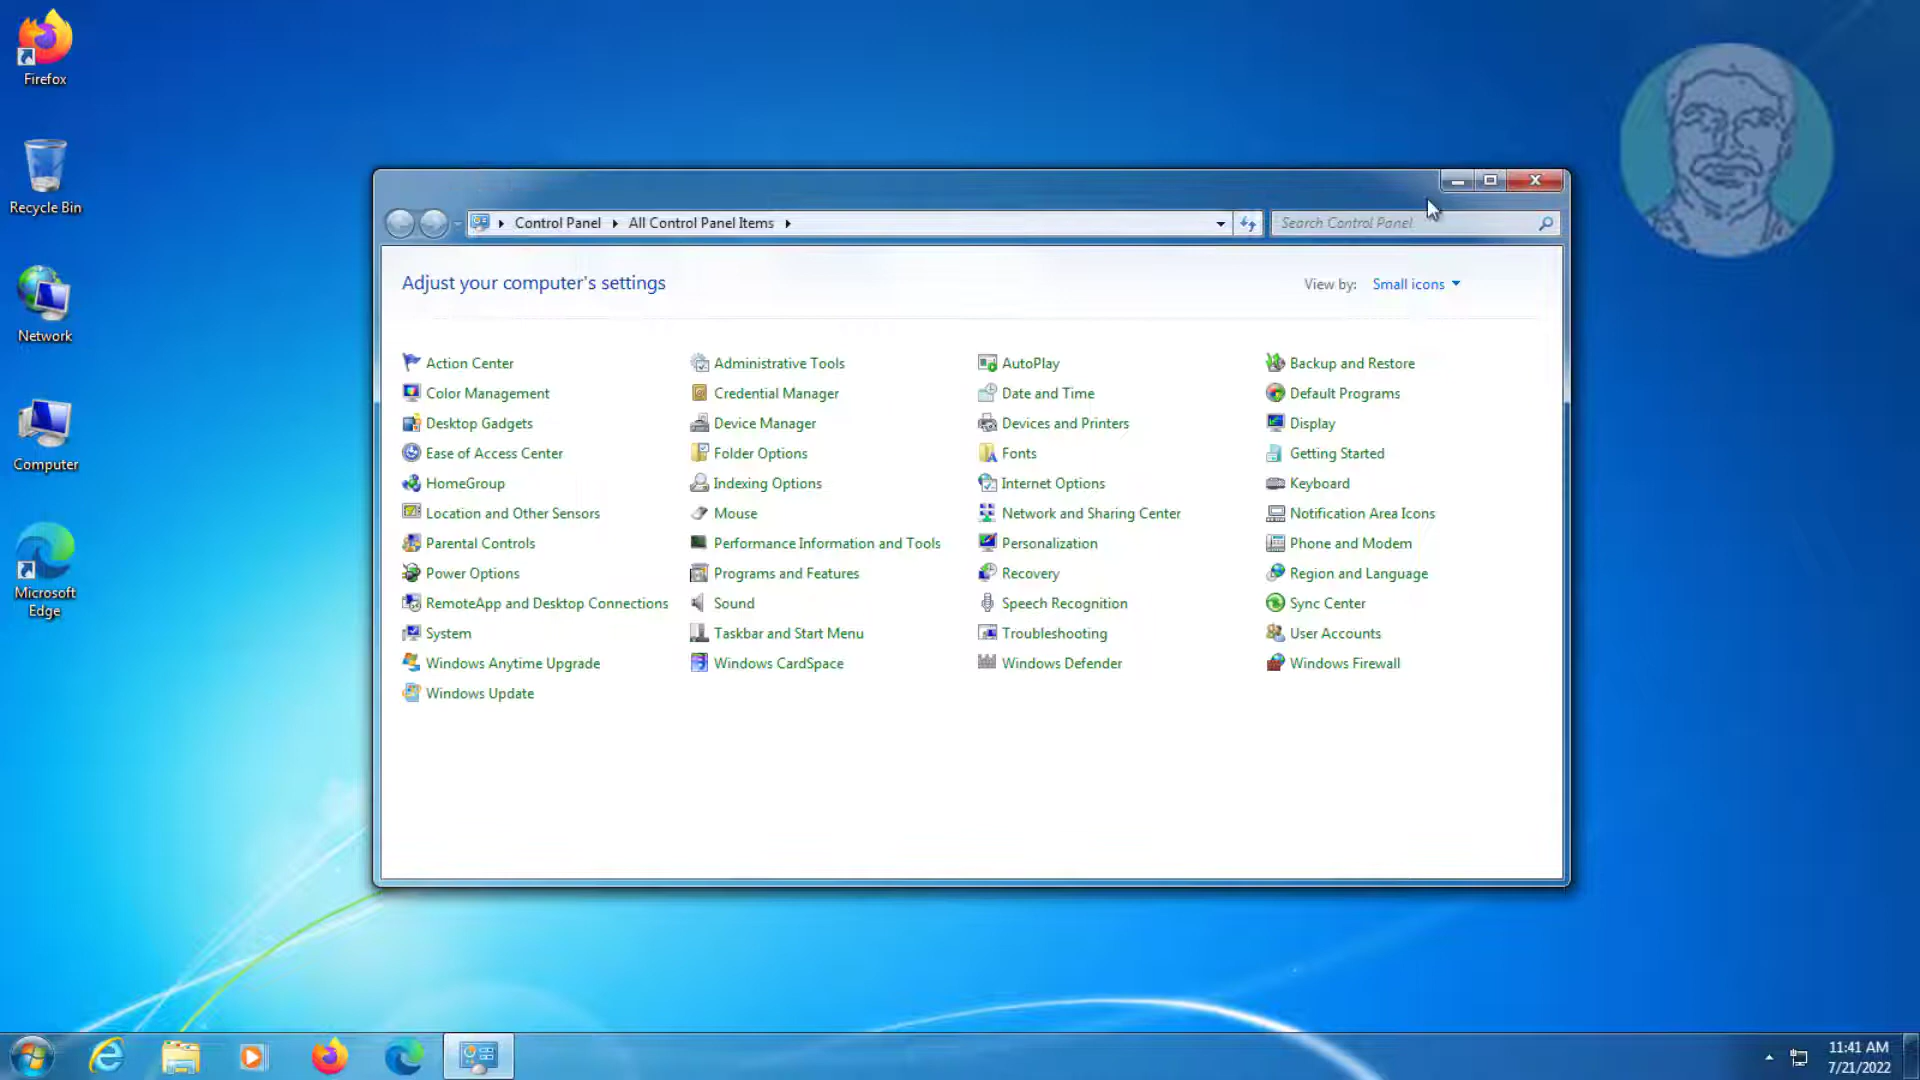 Firefox
Recycle Bin
Network
Computer
Microsoft
Edge
Control Panel
All Control Panel Items
Search Control Panel
Adjust your computer's settings
View by: Small icons
Action Center
Administrative Tools
AutoPlay
Backup and Restore
Color Management
Credential Manager
Date and Time
Default Programs
Desktop Gadgets
Device Manager
Devices and Printers
Display
Ease of Access Center
Folder Options
Fonts
Getting Started
HomeGroup
Indexing Options
Internet Options
Keyboard
Location and Other Sensors
Mouse
Network and Sharing Center
Notification Area Icons
Parental Controls
Performance Information and Tools
Personalization
Phone and Modem
Power Options
Programs and Features
Recovery
Region and Language
RemoteApp and Desktop Connections
Sound
Speech Recognition
Sync Center
System
Taskbar and Start Menu
Troubleshooting
User Accounts
Windows Anytime Upgrade
Windows CardSpace
Windows Defender
Windows Firewall
Windows Update
11:41 AM
7/21/2022